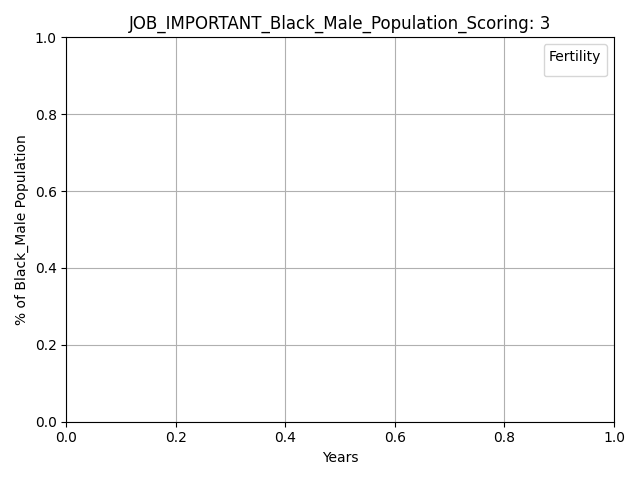 JOB_IMPORTANT_Black_Male_Population_Scoring: 3
Fertility
% of Black_Male Population
1.0
0.8
0.6
0.4
0.2
0.0
0.0 0.2 0.4 0.6 0.8 1.0
Years